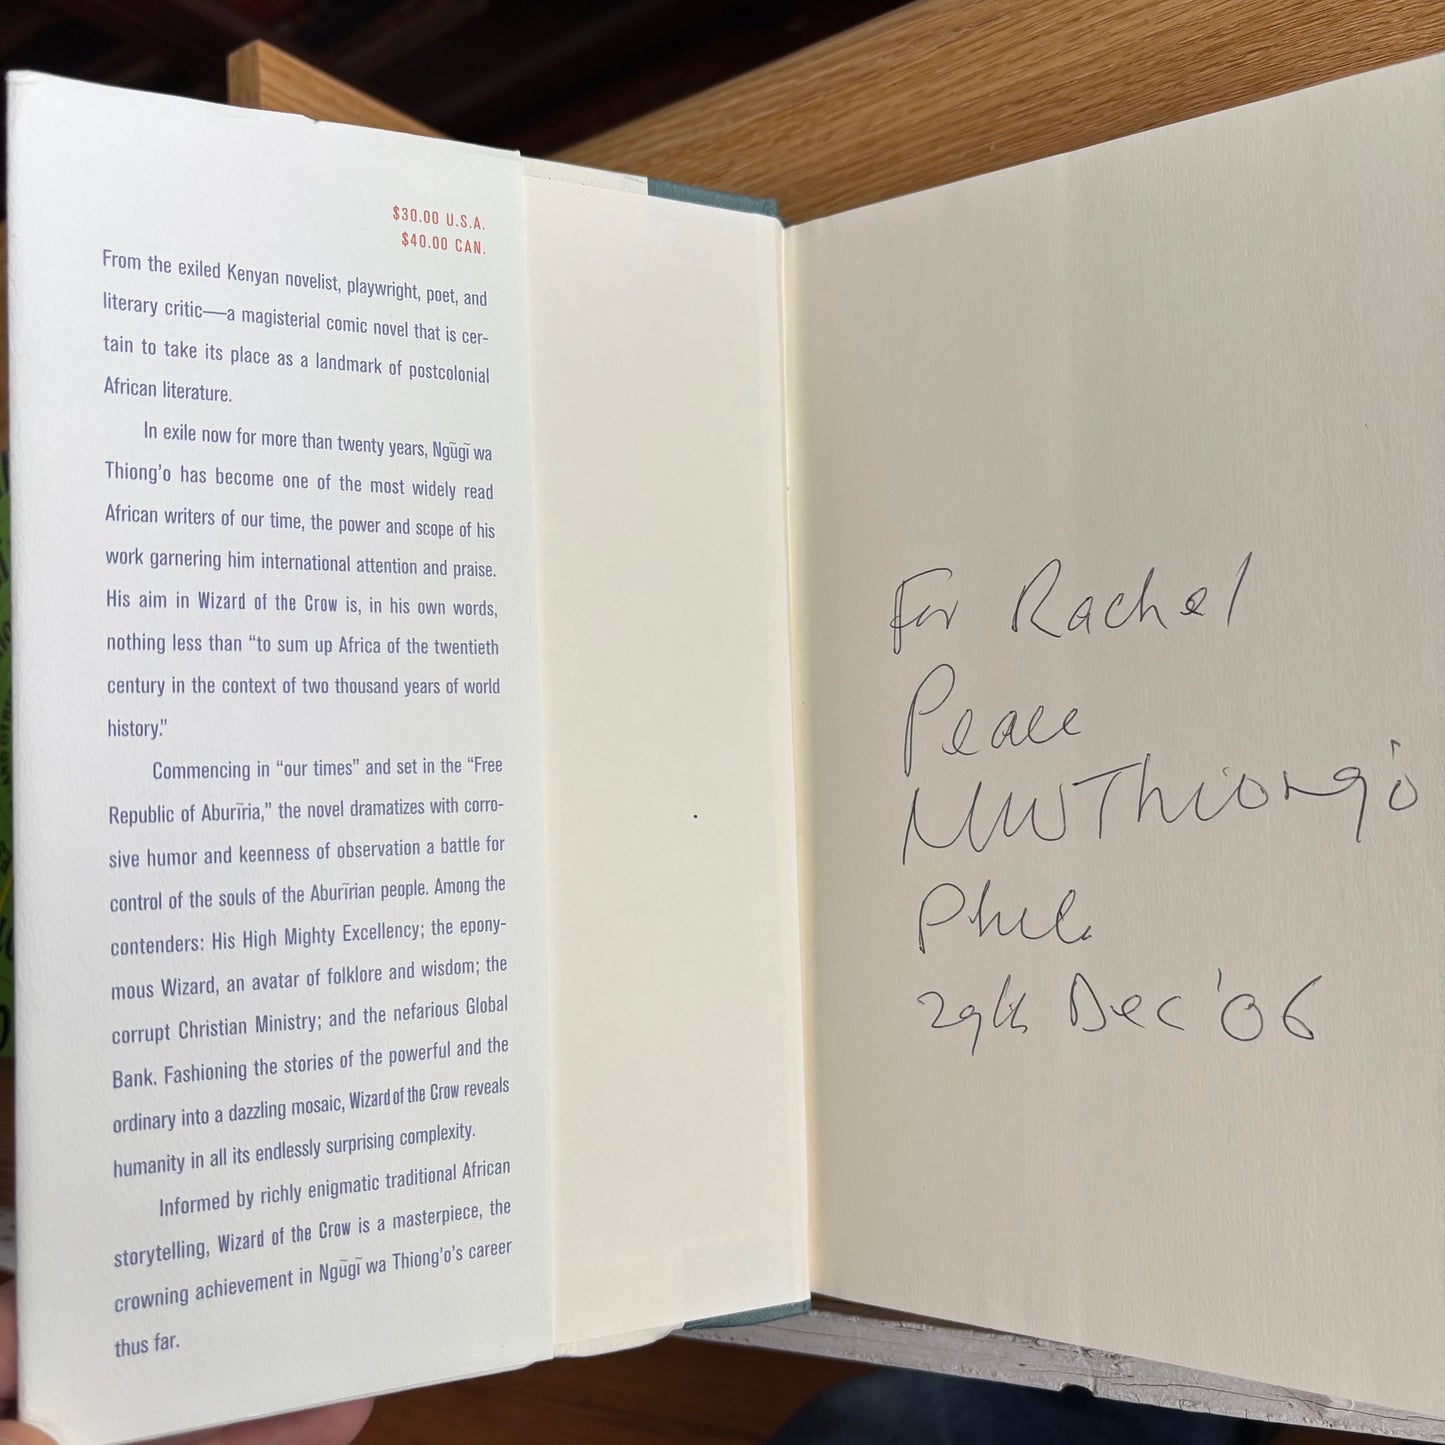 $30.00 U.S.A.
$40.00 CAN.
From the exiled Kenyan novelist, playwright, poet, and
literary critic—a magisterial comic novel that is cer-
tain to take its place as a landmark of postcolonial
African literature.
In exile now for more than twenty years, Ngũgĩ wa
Thiong’o has become one of the most widely read
African writers of our time, the power and scope of his
work garnering him international attention and praise.
His aim in Wizard of the Crow is, in his own words,
nothing less than “to sum up Africa of the twentieth
century in the context of two thousand years of world
history.”
Commencing in “our times” and set in the “Free
Republic of Aburĩria,” the novel dramatizes with corro-
sive humor and keenness of observation a battle for
control of the souls of the Aburĩrian people. Among the
contenders: His High Mighty Excellency; the epony-
mous Wizard, an avatar of folklore and wisdom; the
corrupt Christian Ministry; and the nefarious Global
Bank. Fashioning the stories of the powerful and the
ordinary into a dazzling mosaic, Wizard of the Crow reveals
humanity in all its endlessly surprising complexity.
Informed by richly enigmatic traditional African
storytelling, Wizard of the Crow is a masterpiece, the
crowning achievement in Ngũgĩ wa Thiong’o’s career
thus far.
For Rachel
Peace
NWThiong'o
Phil.
29th Dec '06